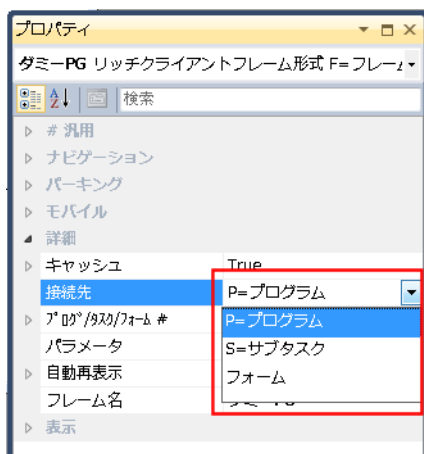 プロパティ
ダミーPG リッチクライアントフレーム形式 F=フレーム
検索
# 汎用
ナビゲーション
パーキング
モバイル
詳細
キャッシュ True
接続先 P=プログラム
ﾌﾟﾛｸﾞ/ﾀｽｸ/ﾌｫｰﾑ # P=プログラム
パラメータ S=サブタスク
自動再表示 フォーム
フレーム名
表示